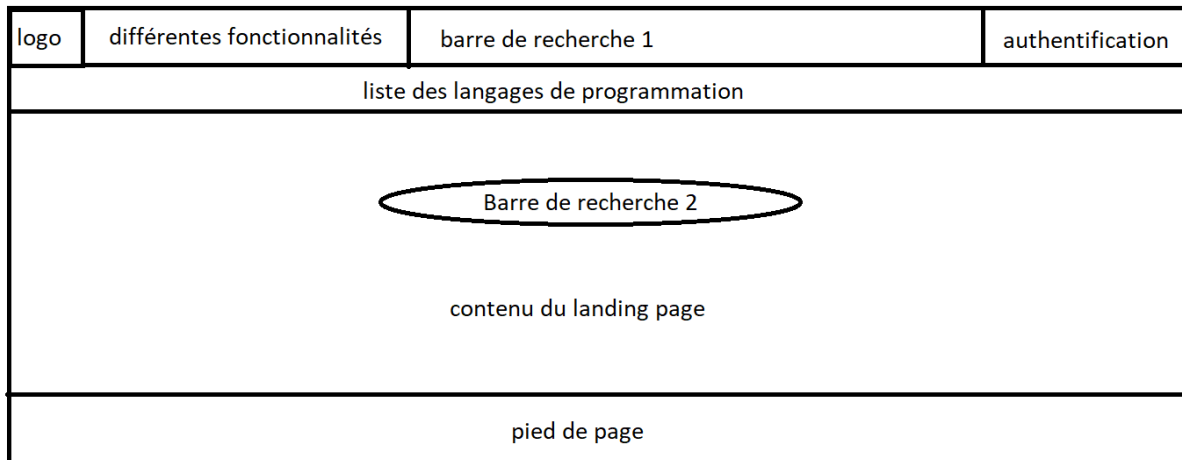 logo
différentes fonctionnalités
barre de recherche 1
authentification
liste des langages de programmation
Barre de recherche 2
contenu du landing page
pied de page